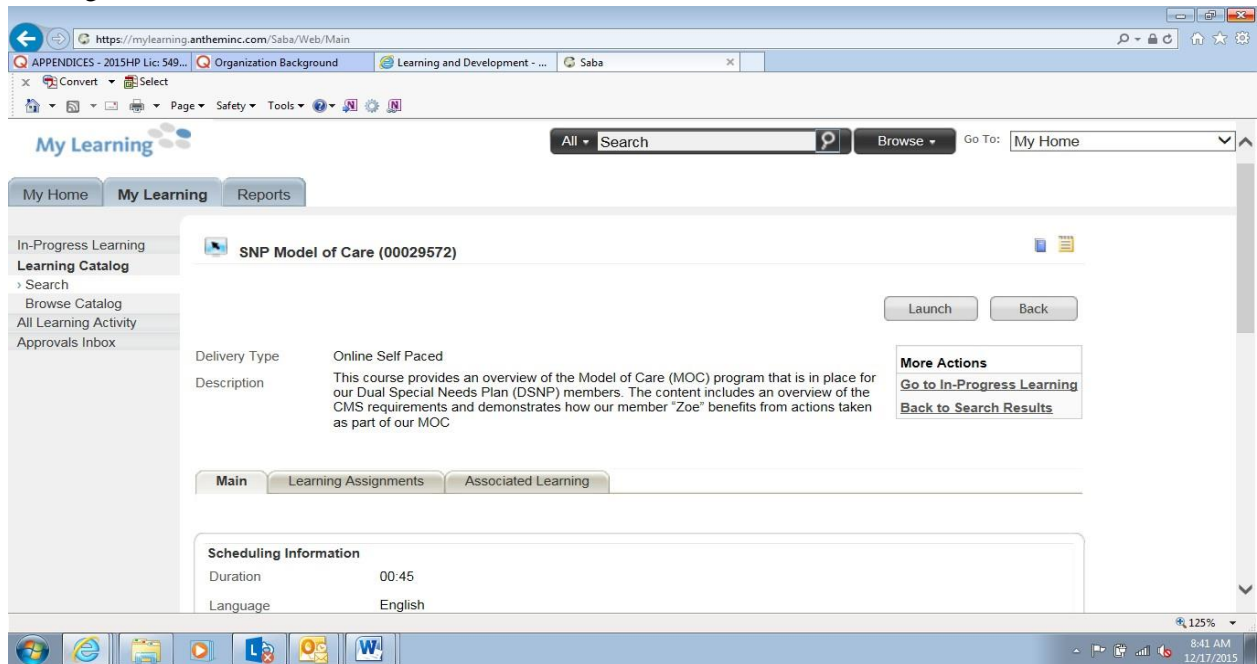 https://mylearning.antheminc.com/Saba/Web/Main
APPENDICES - 2015HP Lic: 549... Organization Background Learning and Development - ... Saba
Convert Select
Page Safety Tools
My Learning
All Search Browse Go To: My Home
My Home My Learning Reports
In-Progress Learning
Learning Catalog
› Search
Browse Catalog
All Learning Activity
Approvals Inbox
SNP Model of Care (00029572)
Launch Back
Delivery Type Online Self Paced
Description This course provides an overview of the Model of Care (MOC) program that is in place for
our Dual Special Needs Plan (DSNP) members. The content includes an overview of the
CMS requirements and demonstrates how our member "Zoe" benefits from actions taken
as part of our MOC
More Actions
Go to In-Progress Learning
Back to Search Results
Main Learning Assignments Associated Learning
Scheduling Information
Duration 00:45
Language English
125%
8:41 AM
12/17/2015